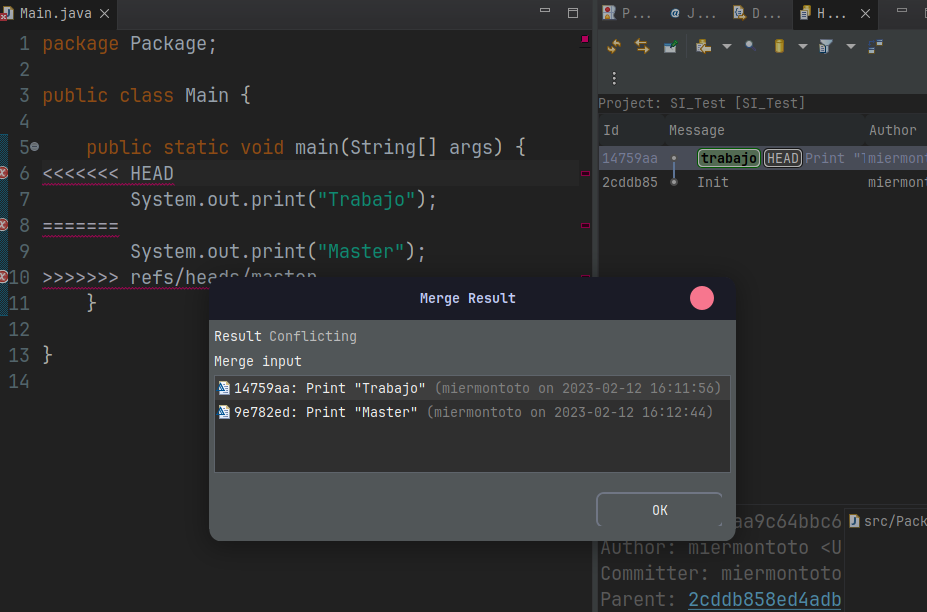 Main.java
P...
J...
D...
H...
1 package Package;
2
3 public class Main {
4
5 public static void main(String[] args) {
6 <<<<<<< HEAD
7 System.out.print("Trabajo");
8 =======
9 System.out.print("Master");
10 >>>>>>> refs/heads/master
11 }
12
13 }
14
Project: SI_Test [SI_Test]
Id Message Author
14759aa trabajo HEAD Print "T miermont
2cddb85 Init miermont
Merge Result
Result Conflicting
Merge input
14759aa: Print "Trabajo" (miermontoto on 2023-02-12 16:11:56)
9e782ed: Print "Master" (miermontoto on 2023-02-12 16:12:44)
OK
aa9c64bbc6
src/Pack
Author: miermontoto <U
Committer: miermontoto
Parent: 2cddb858ed4adb